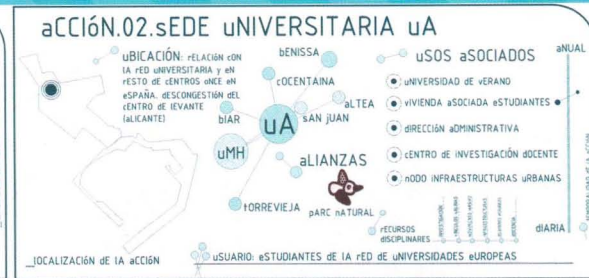 aCCIóN.02.sEDE uNIVERSITARIA uA
uBICACIÓN: rELACIÓN CON
lA rED uNIVERSITARIA y eN
rESTO dE cENTROS oNCE eN
eSPAÑA. dESCONGESTIÓN dEL
cENTRO dE lEVANTE
(aLICANTE)
bENISSA
cOCENTAINA
aLTEA
sAN jUAN
bIAR
uA
uMH
aLIANZAS
tORREVIEJA
pARC nATURAL
rECURSOS
dISCIPLINARES
uSOS aSOCIADOS
uNIVERSIDAD dE vERANO
vIVIENDA aSOCIADA eSTUDIANTES
dIRECCIÓN aDMINISTRATIVA
cENTRO dE iNVESTIGACIÓN dOCENTE
nODO iNFRAESTRUCTURAS uRBANAS
aNUAL
dIARIA
lOCALIZACIÓN dE lA aCCIÓN
uSUARIO: eSTUDIANTES dE lA rED dE uNIVERSIDADES eUROPEAS